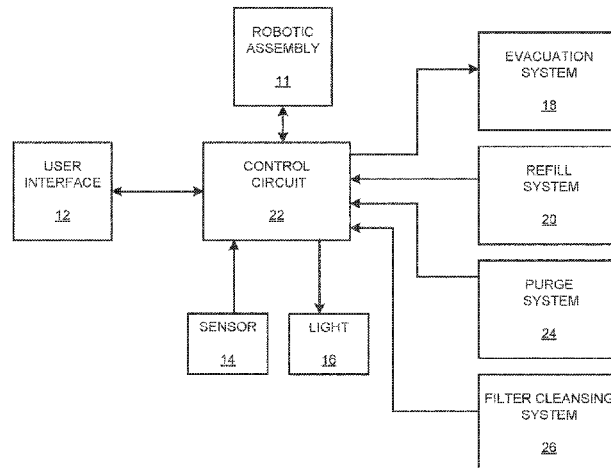 ROBOTIC
ASSEMBLY
11
EVACUATION
SYSTEM
18
USER
INTERFACE
12
CONTROL
CIRCUIT
22
REFILL
SYSTEM
20
PURGE
SYSTEM
24
SENSOR
14
LIGHT
16
FILTER CLEANSING
SYSTEM
26